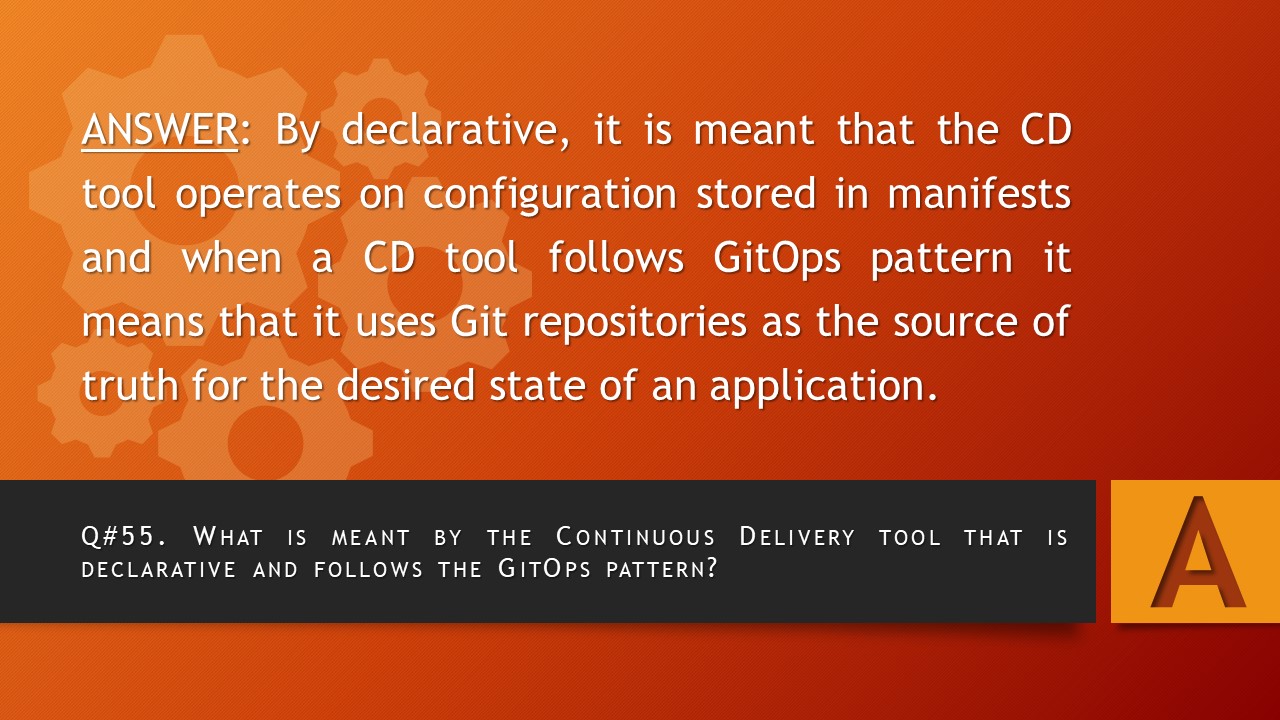 ANSWER: By declarative, it is meant that the CD
tool operates on configuration stored in manifests
and when a CD tool follows GitOps pattern it
means that it uses Git repositories as the source of
truth for the desired state of an application.
Q#55. What is meant by the Continuous Delivery tool that is
declarative and follows the GitOps pattern?
A